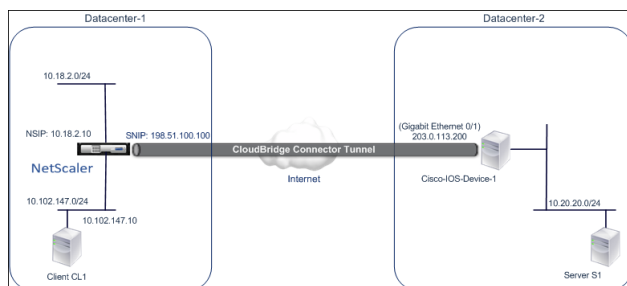 Datacenter-1
Datacenter-2
10.18.2.0/24
NSIP: 10.18.2.10
SNIP: 198.51.100.100
(Gigabit Ethernet 0/1)
203.0.113.200
CloudBridge Connector Tunnel
NetScaler
Internet
Cisco-IOS-Device-1
10.102.147.0/24
10.102.147.10
10.20.20.0/24
Client CL1
Server S1